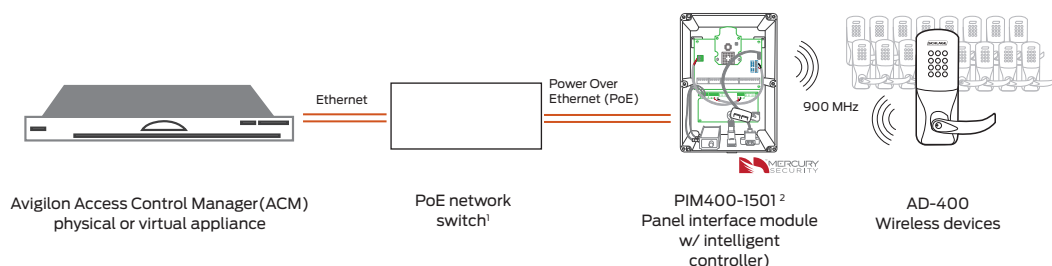 Ethernet
Power Over
Ethernet (PoE)
900 MHz
MERCURY
SECURITY
Avigilon Access Control Manager(ACM)
physical or virtual appliance
PoE network
switch¹
PIM400-1501 ²
Panel interface module
w/ intelligent
controller)
AD-400
Wireless devices